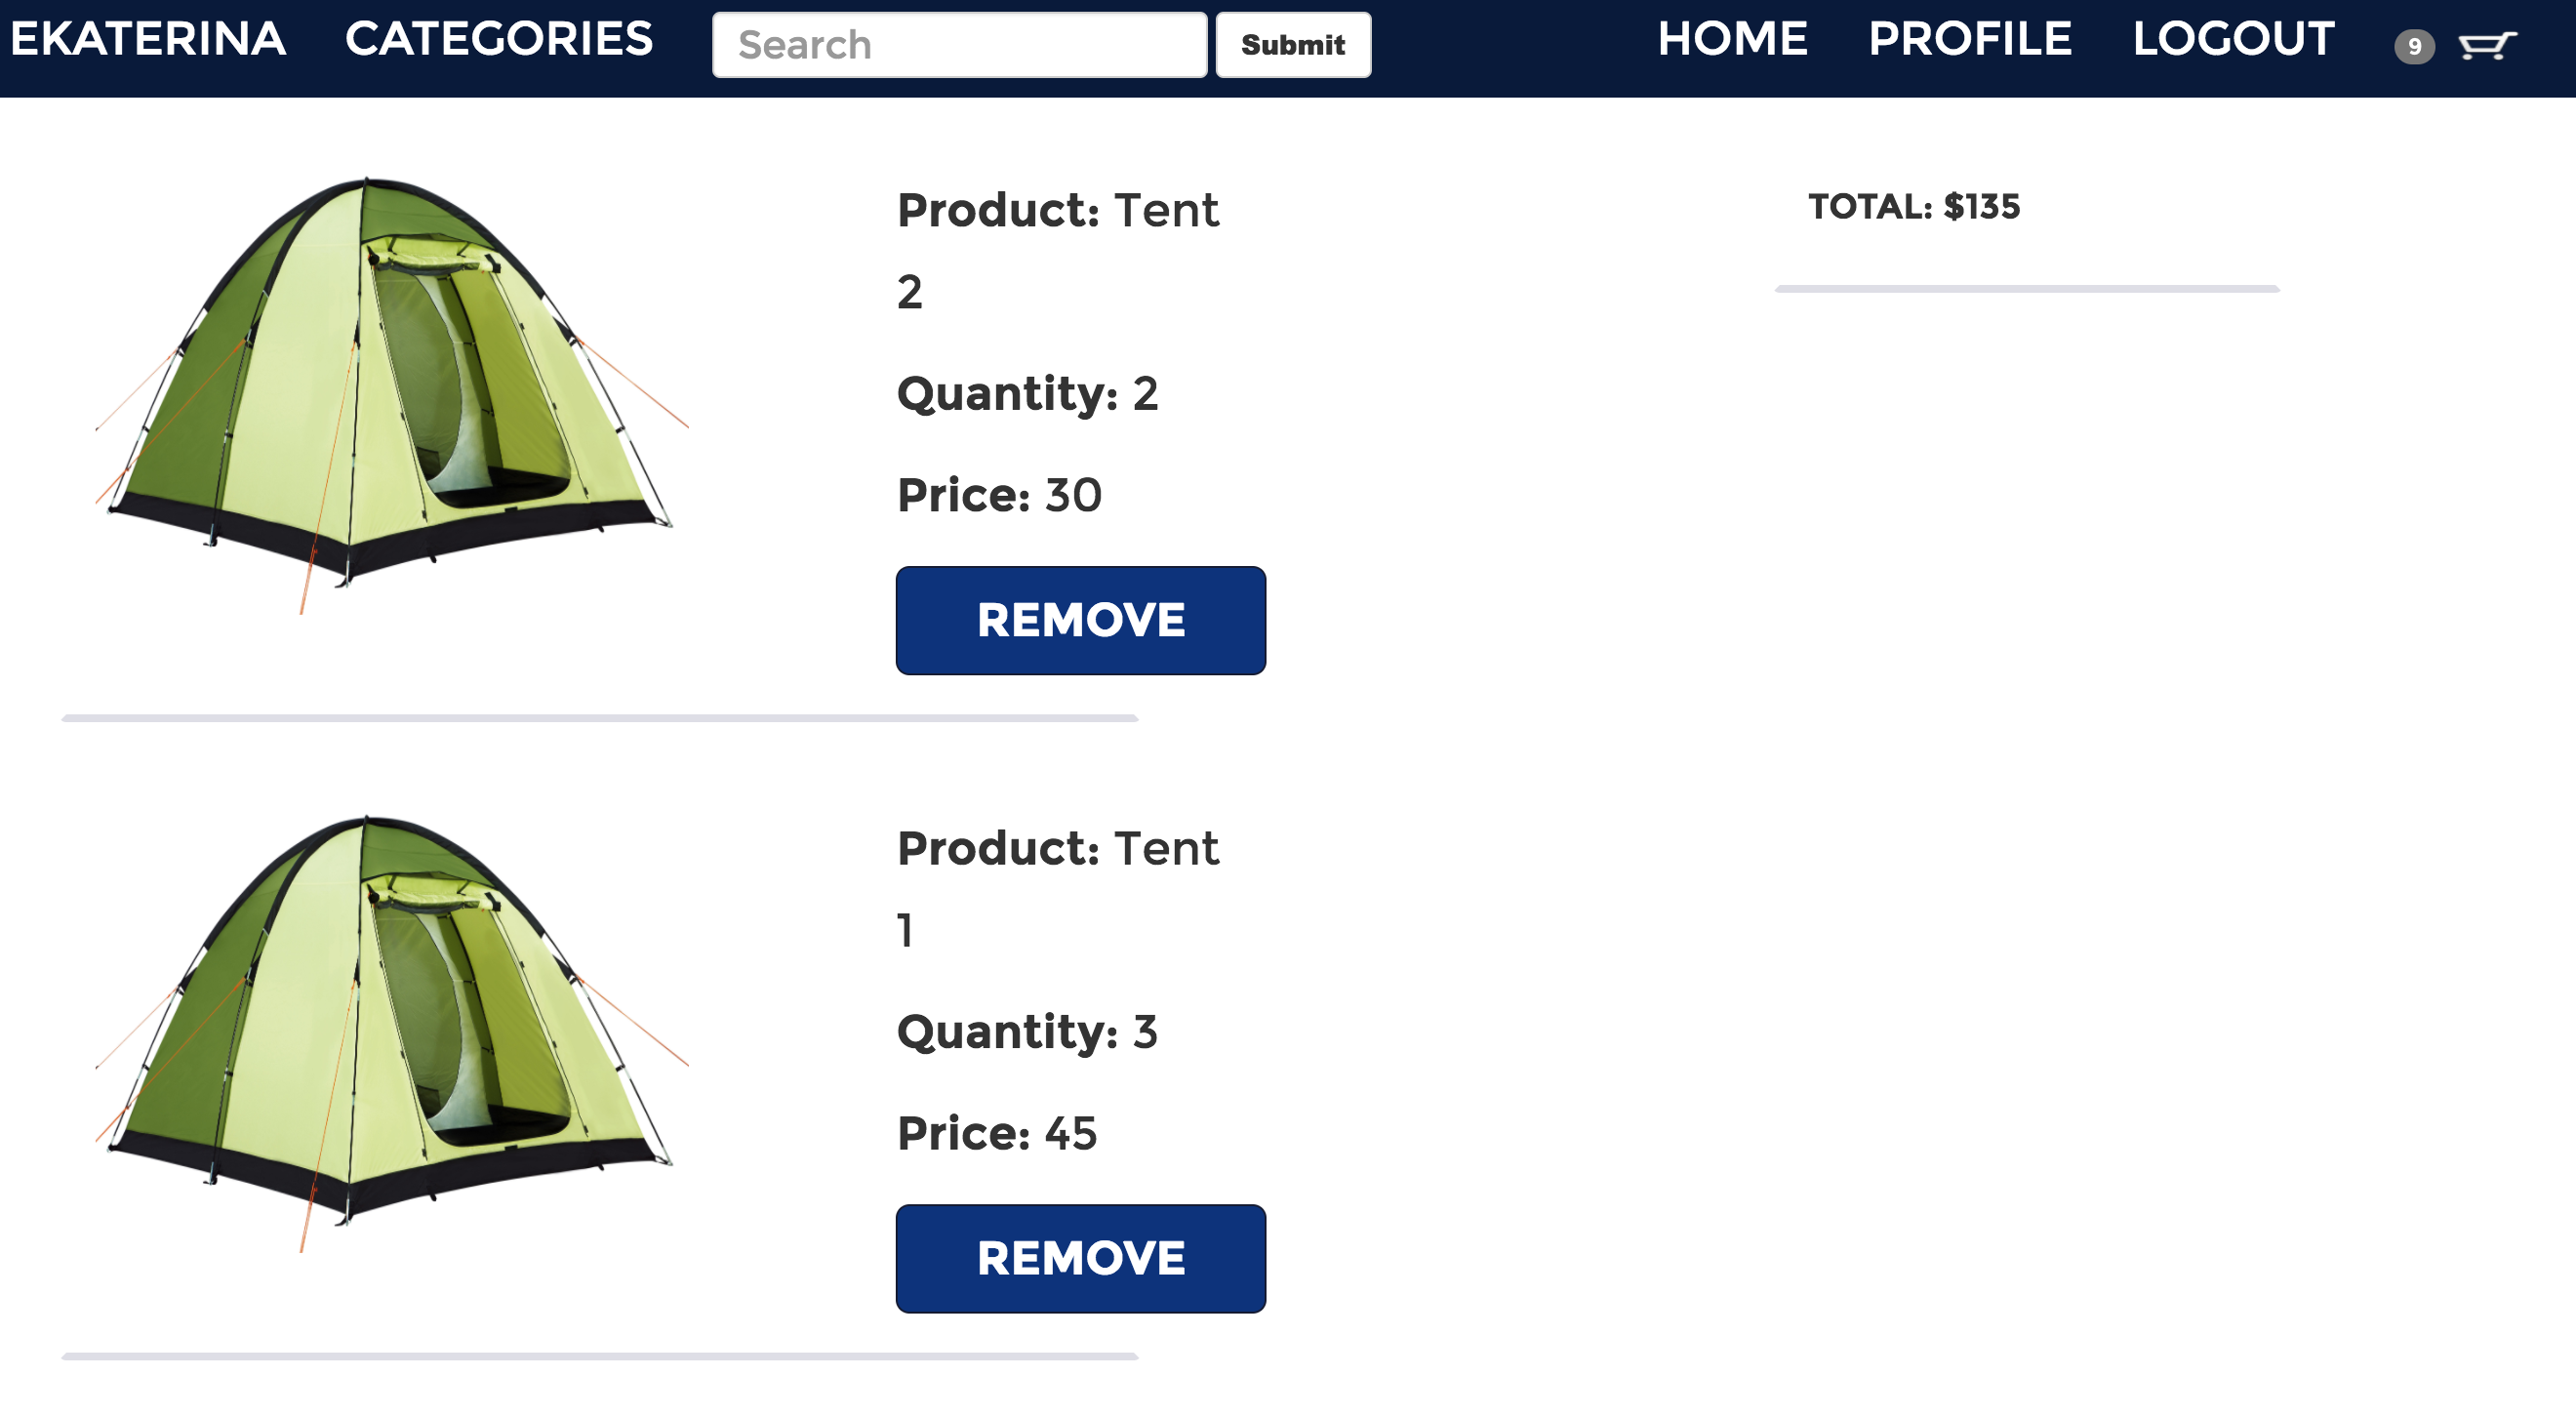 EKATERINA CATEGORIES Search Submit HOME PROFILE LOGOUT 9
Product: Tent
2
Quantity: 2
Price: 30
REMOVE
TOTAL: $135
Product: Tent
1
Quantity: 3
Price: 45
REMOVE